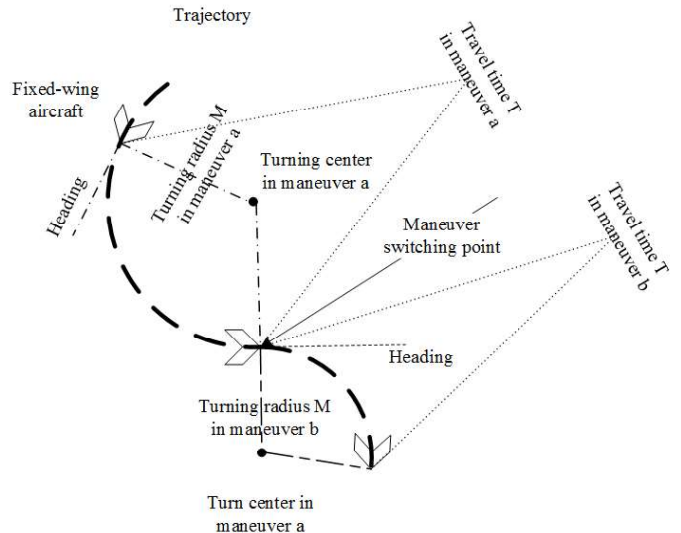 Trajectory
Fixed-wing
aircraft
Travel time T
in maneuver a
Turning radius M
in maneuver a
Turning center
in maneuver a
Heading
Maneuver
switching point
Travel time T
in maneuver b
Heading
Turning radius M
in maneuver b
Turn center in
maneuver a